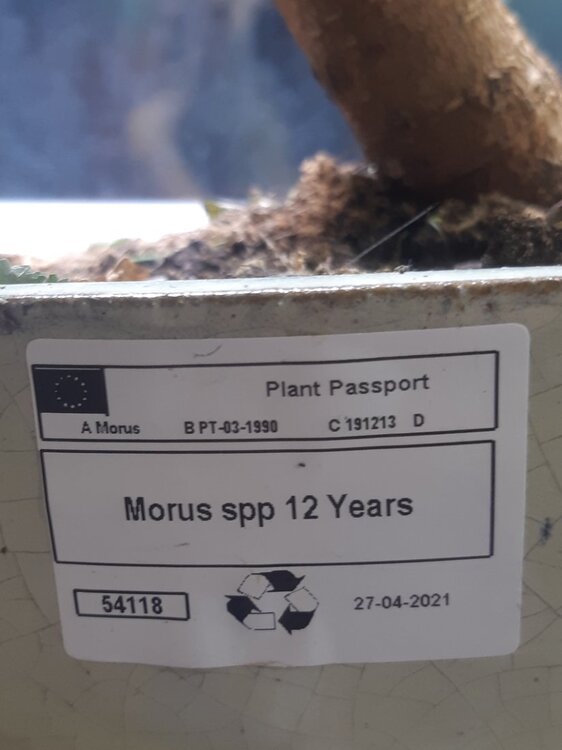 Plant Passport
A Morus B PT-03-1990 C 191213 D
Morus spp 12 Years
54118
27-04-2021